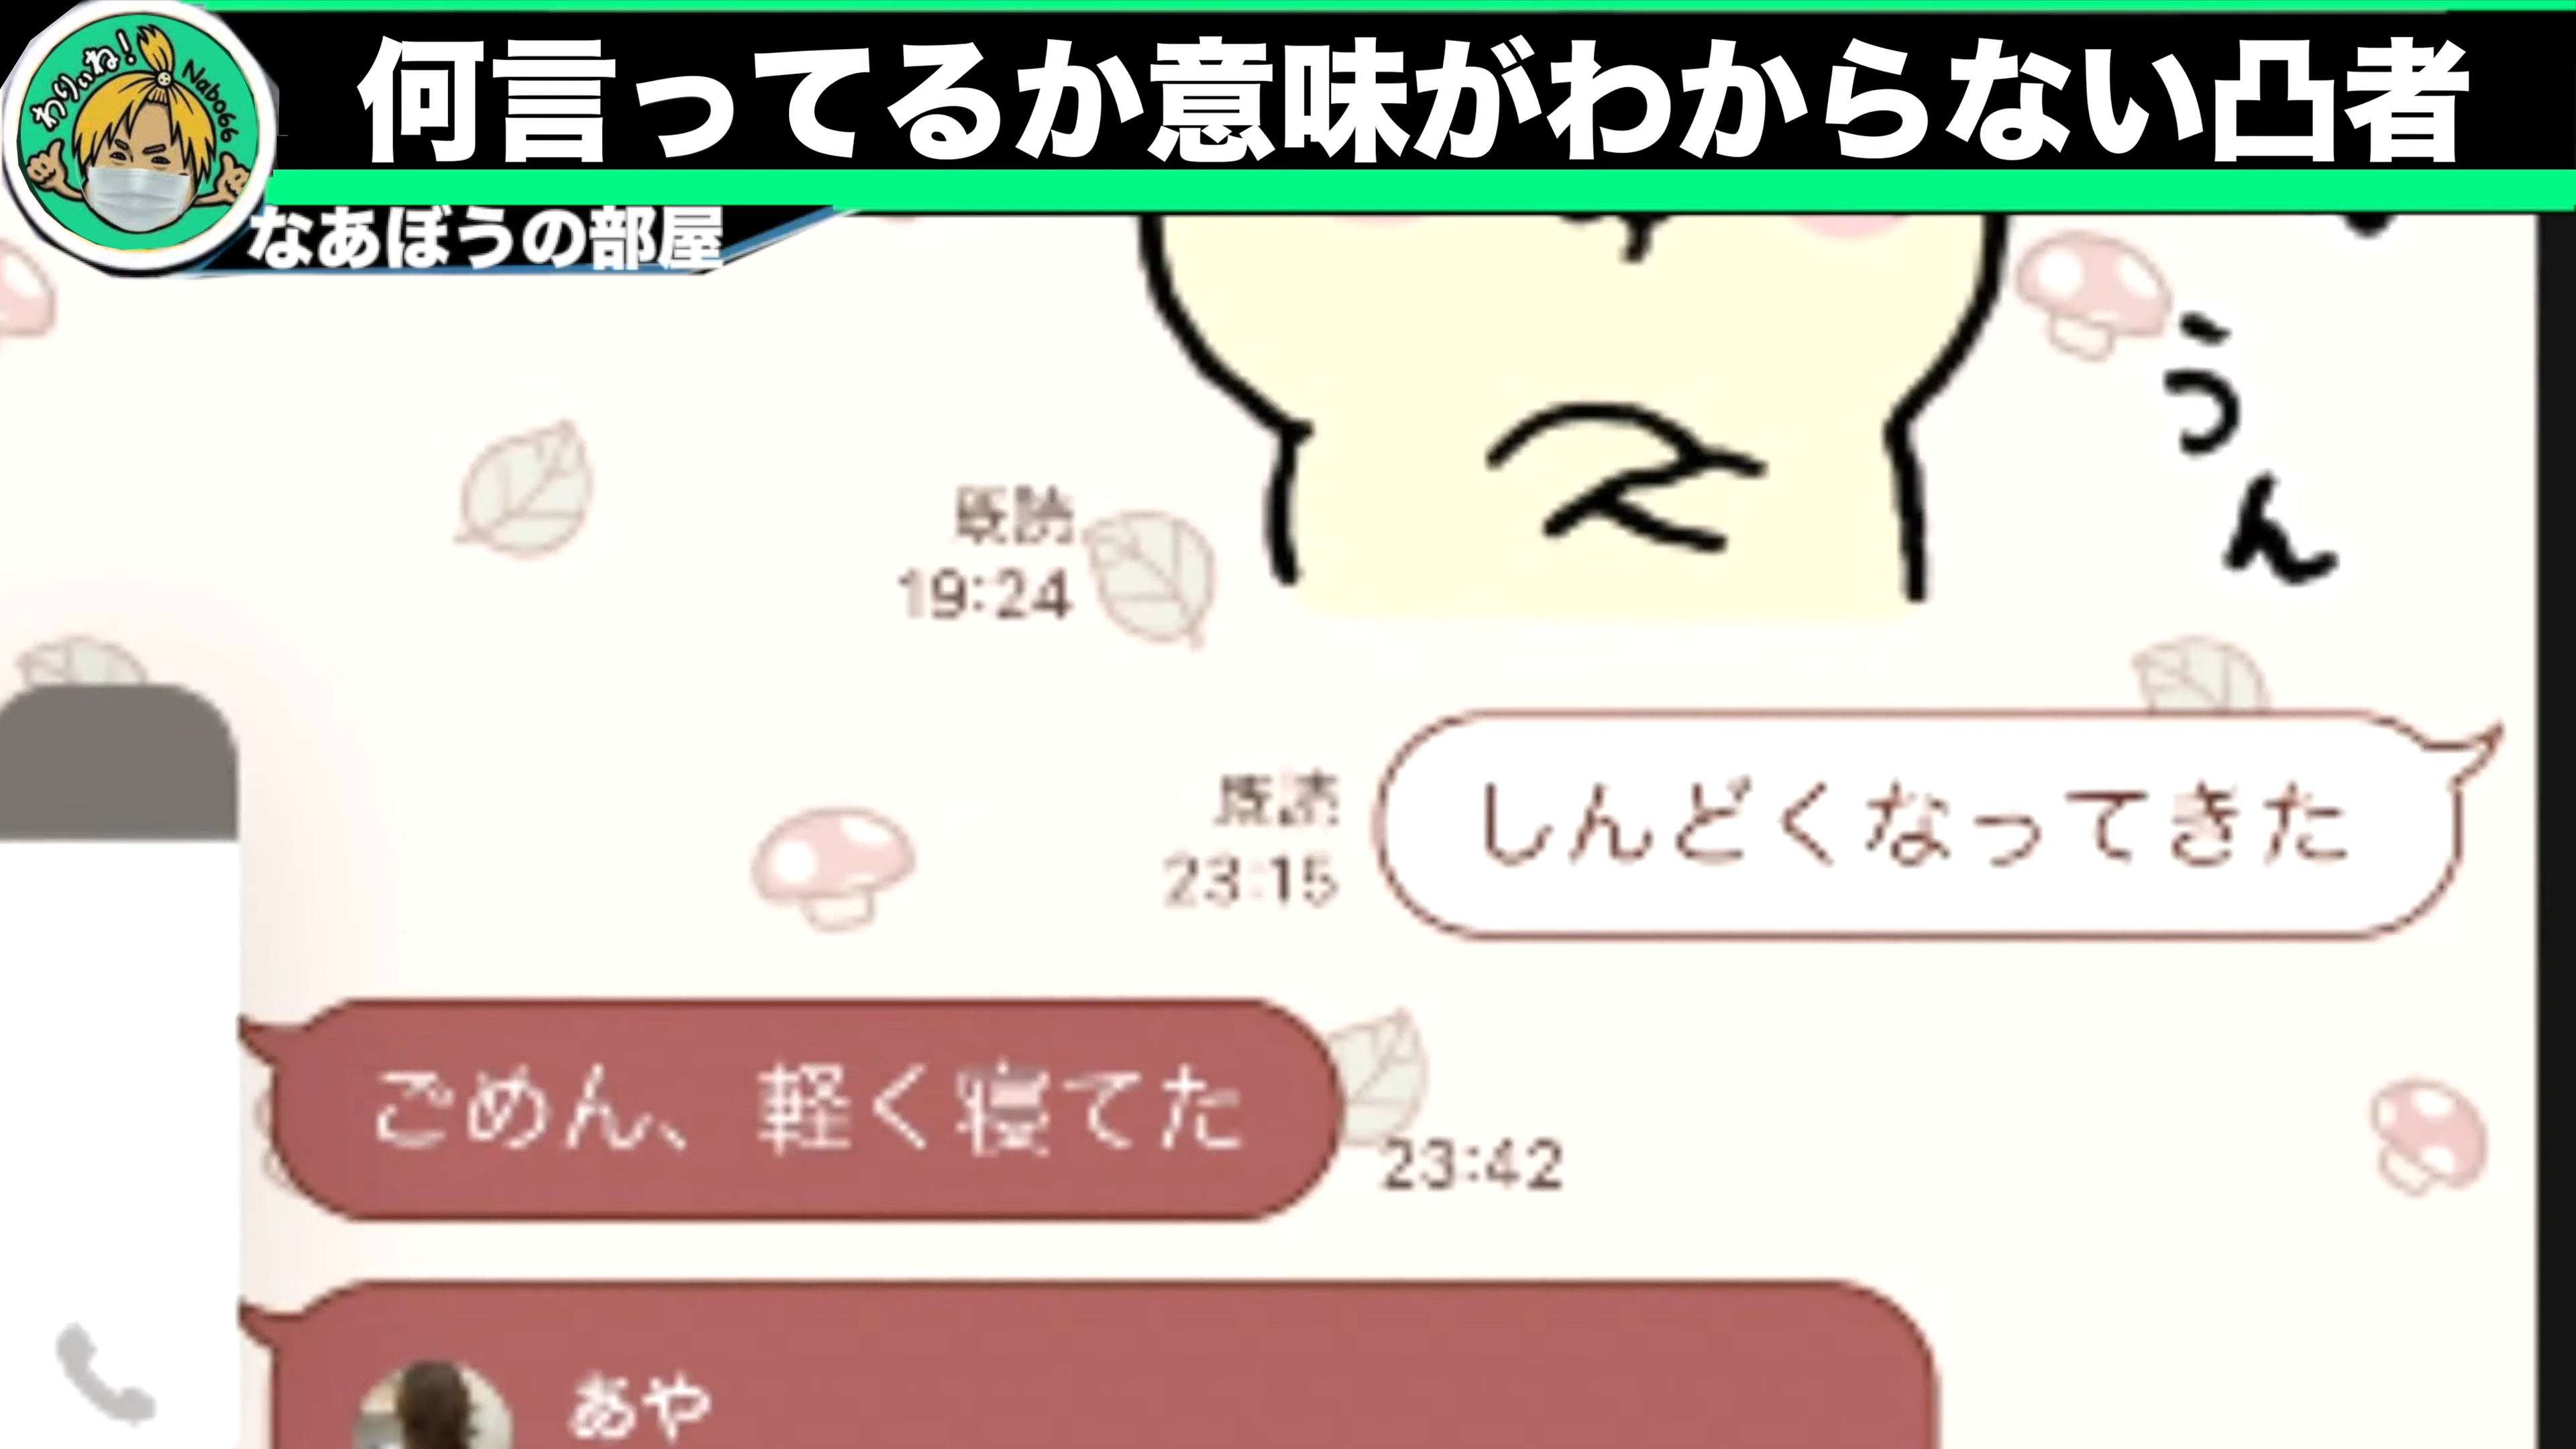 何言ってるか意味がわからない凸者
わりぃね!
Nabo66
なあぼうの部屋
うん
既読
19:24
しんどくなってきた
既読
23:15
ごめん、軽く寝てた
23:42
あや